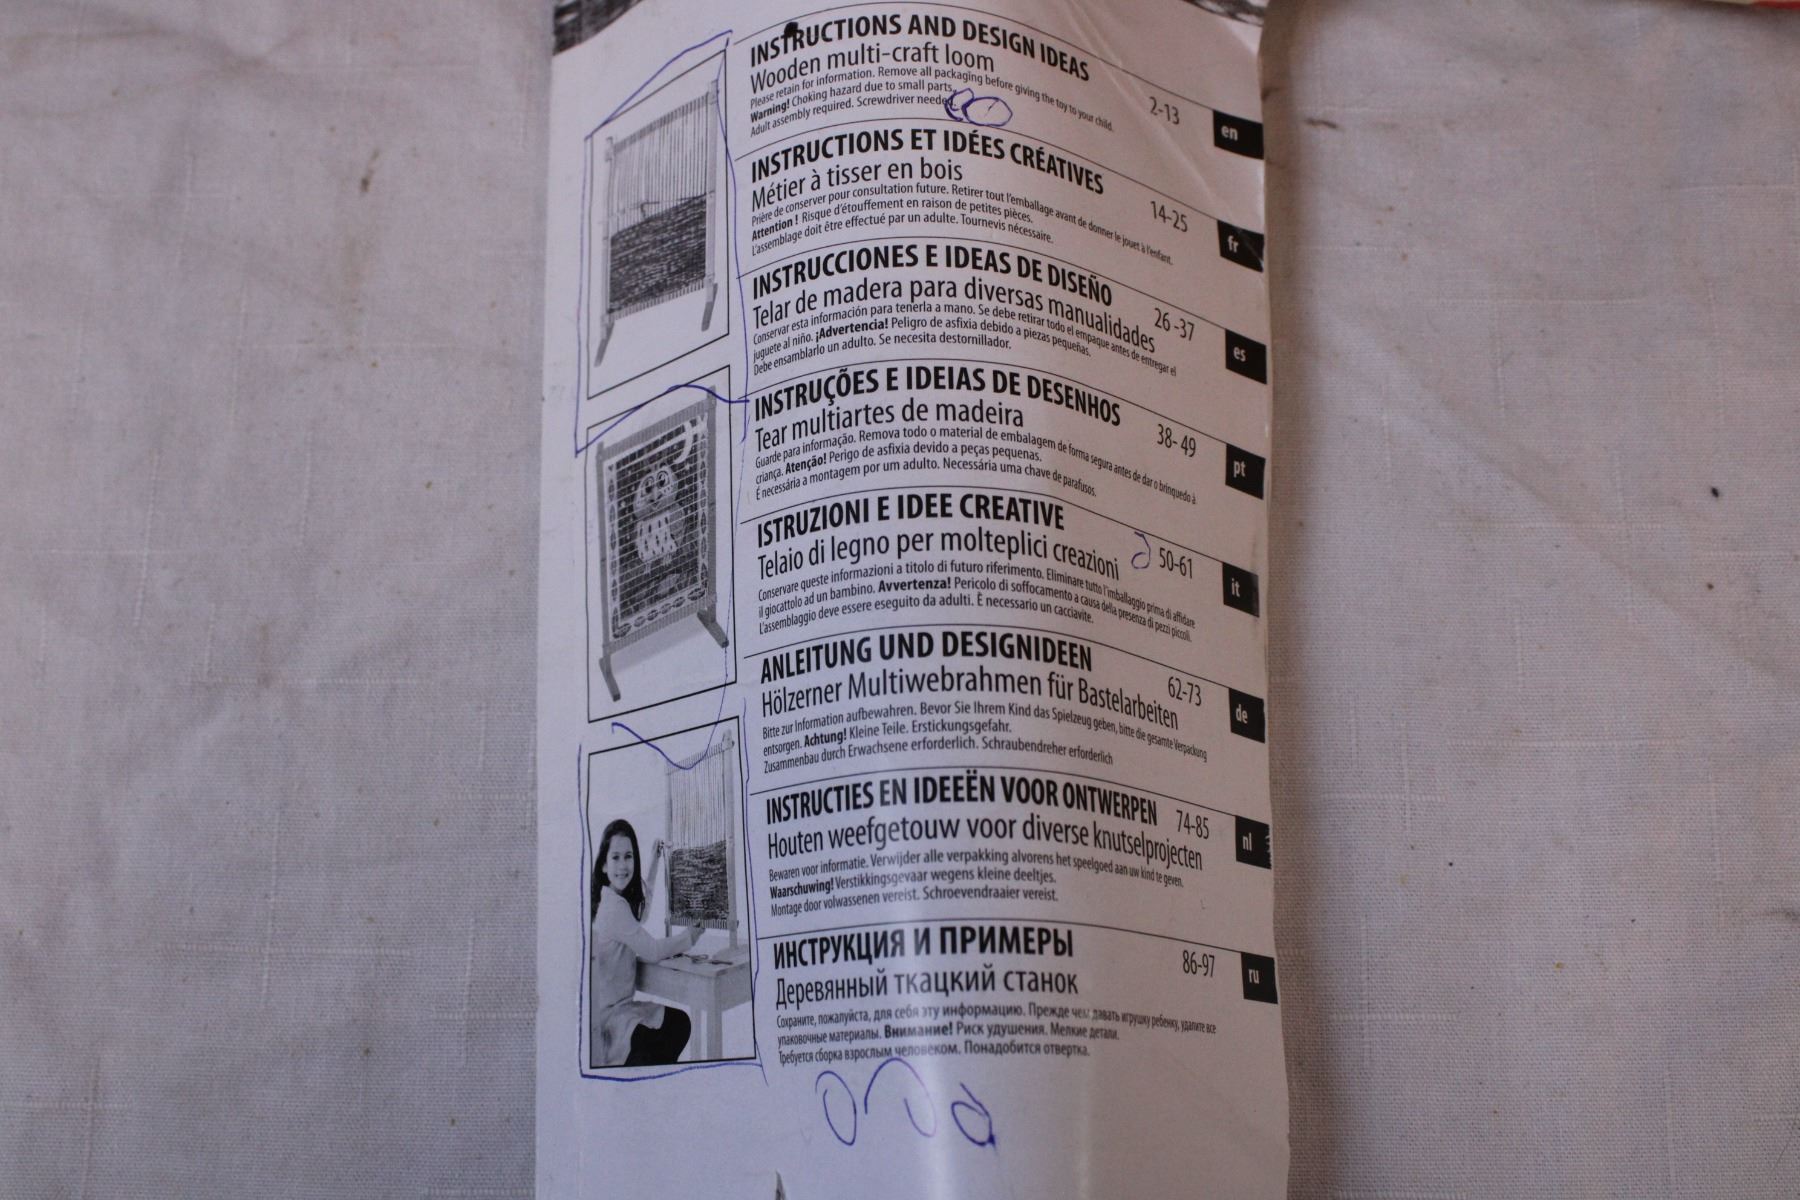 INSTRUCTIONS AND DESIGN IDEAS
Wooden multi-craft loom
Please retain for information. Remove all packaging before giving the toy to your child.
Warning! Choking hazard due to small parts.
Adult assembly required. Screwdriver needed.
2-13
en
INSTRUCTIONS ET IDÉES CRÉATIVES
Métier à tisser en bois
Prière de conserver pour consultation future. Retirer tout l'emballage avant de donner le jouet à l'enfant.
Attention ! Risque d'étouffement en raison de petites pièces.
L'assemblage doit être effectué par un adulte. Tournevis nécessaire.
14-25
fr
INSTRUCCIONES E IDEAS DE DISEÑO
Telar de madera para diversas manualidades
Conservar esta información para tenerla a mano. Se debe retirar todo el empaque antes de entregar el
juguete al niño. ¡Advertencia! Peligro de asfixia debido a piezas pequeñas.
Debe ensamblarlo un adulto. Se necesita destornillador.
26 -37
es
INSTRUÇÕES E IDEIAS DE DESENHOS
Tear multiartes de madeira
Guarde para informação. Remova todo o material de embalagem de forma segura antes de dar o brinquedo à
criança. Atenção! Perigo de asfixia devido a peças pequenas.
É necessária a montagem por um adulto. Necessária uma chave de parafusos.
38- 49
pt
ISTRUZIONI E IDEE CREATIVE
Telaio di legno per molteplici creazioni
Conservare queste informazioni a titolo di futuro riferimento. Eliminare tutto l'imballaggio prima di affidare
il giocattolo ad un bambino. Avvertenza! Pericolo di soffocamento a causa della presenza di pezzi piccoli.
L'assemblaggio deve essere eseguito da adulti. È necessario un cacciavite.
50-61
it
ANLEITUNG UND DESIGNIDEEN
Hölzerner Multiwebrahmen für Bastelarbeiten
Bitte zur Information aufbewahren. Bevor Sie Ihrem Kind das Spielzeug geben, bitte die gesamte Verpackung
entsorgen. Achtung! Kleine Teile. Erstickungsgefahr.
Zusammenbau durch Erwachsene erforderlich. Schraubendreher erforderlich
62-73
de
INSTRUCTIES EN IDEEËN VOOR ONTWERPEN
Houten weefgetouw voor diverse knutselprojecten
Bewaren voor informatie. Verwijder alle verpakking alvorens het speelgoed aan uw kind te geven.
Waarschuwing! Verstikkingsgevaar wegens kleine deeltjes.
Montage door volwassenen vereist. Schroevendraaier vereist.
74-85
nl
ИНСТРУКЦИЯ И ПРИМЕРЫ
Деревянный ткацкий станок
Сохраните, пожалуйста, для себя эту информацию. Прежде чем давать игрушку ребенку, удалите все
упаковочные материалы. Внимание! Риск удушения. Мелкие детали.
Требуется сборка взрослым человеком. Понадобится отвертка.
86-97
ru